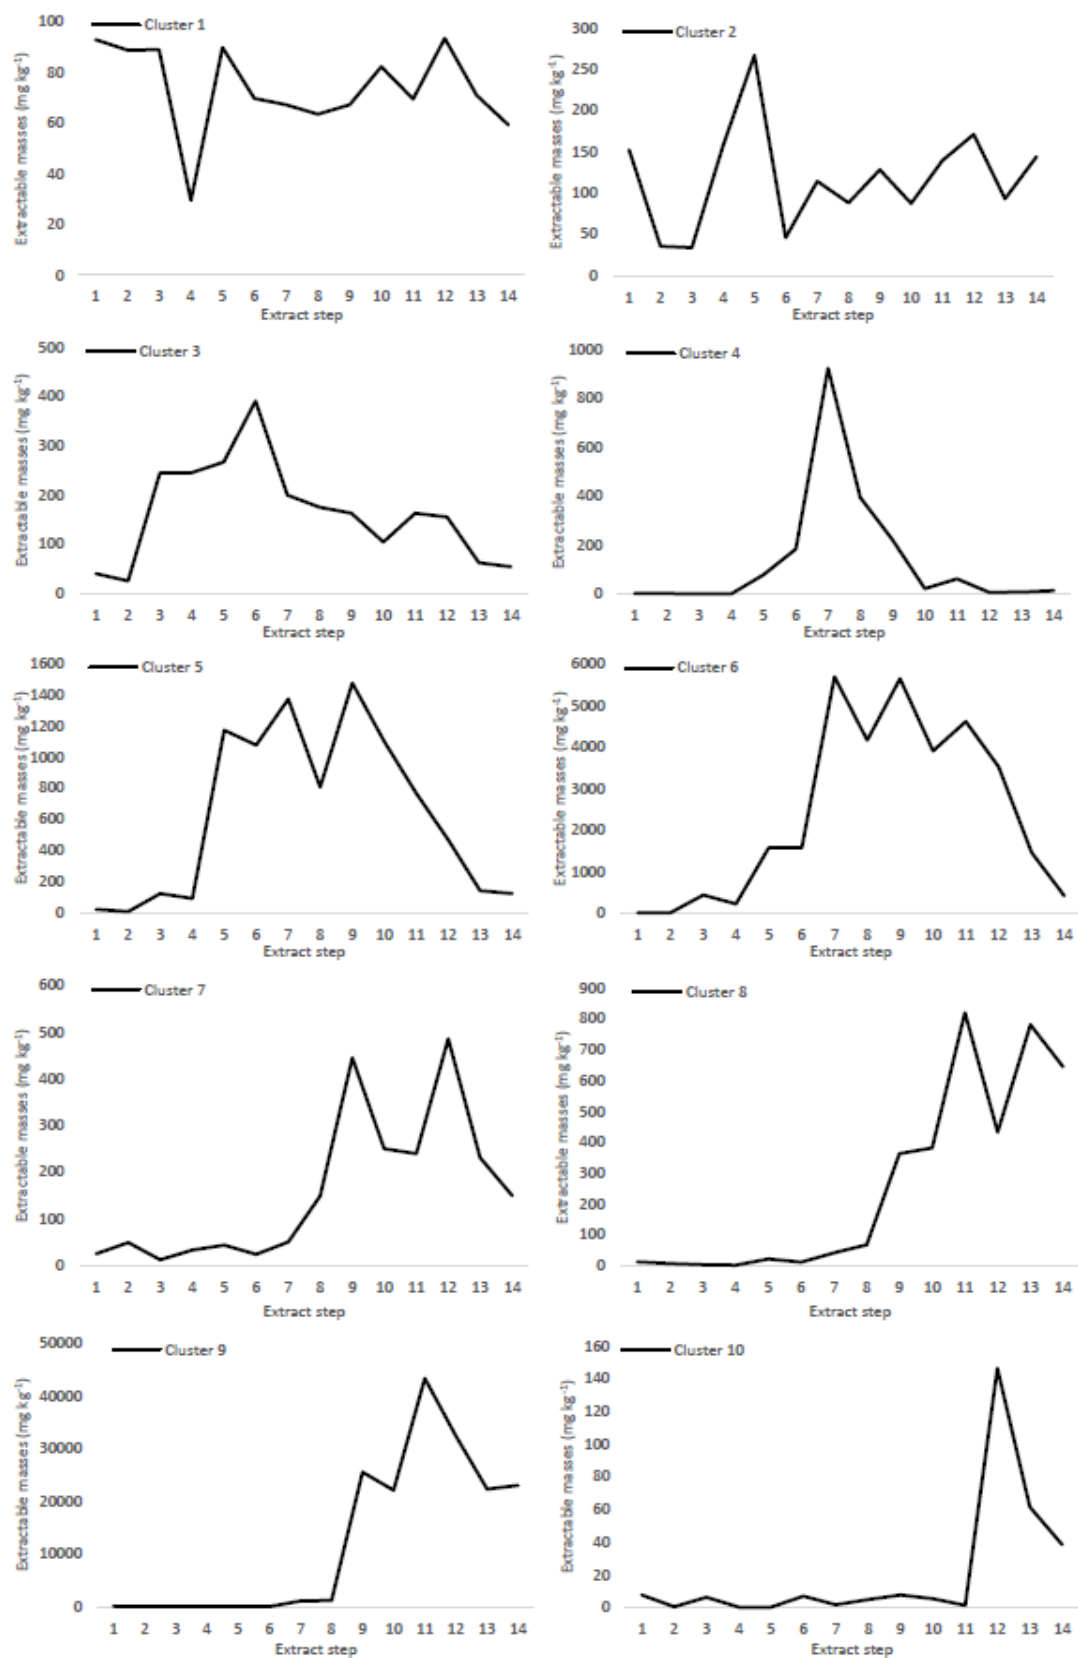 Cluster 1
Extractable masses (mg kg⁻¹)
100
80
60
40
20
0
1 2 3 4 5 6 7 8 9 10 11 12 13 14
Extract step
Cluster 2
Extractable masses (mg kg⁻¹)
300
250
200
150
100
50
0
1 2 3 4 5 6 7 8 9 10 11 12 13 14
Extract step
Cluster 3
Extractable masses (mg kg⁻¹)
500
400
300
200
100
0
1 2 3 4 5 6 7 8 9 10 11 12 13 14
Extract step
Cluster 4
Extractable masses (mg kg⁻¹)
1000
800
600
400
200
0
1 2 3 4 5 6 7 8 9 10 11 12 13 14
Extract step
Cluster 5
Extractable masses (mg kg⁻¹)
1600
1400
1200
1000
800
600
400
200
0
1 2 3 4 5 6 7 8 9 10 11 12 13 14
Extract step
Cluster 6
Extractable masses (mg kg⁻¹)
6000
5000
4000
3000
2000
1000
0
1 2 3 4 5 6 7 8 9 10 11 12 13 14
Extract step
Cluster 7
Extractable masses (mg kg⁻¹)
600
500
400
300
200
100
0
1 2 3 4 5 6 7 8 9 10 11 12 13 14
Extract step
Cluster 8
Extractable masses (mg kg⁻¹)
900
800
700
600
500
400
300
200
100
0
1 2 3 4 5 6 7 8 9 10 11 12 13 14
Extract step
Cluster 9
Extractable masses (mg kg⁻¹)
50000
40000
30000
20000
10000
0
1 2 3 4 5 6 7 8 9 10 11 12 13 14
Extract step
Cluster 10
Extractable masses (mg kg⁻¹)
160
140
120
100
80
60
40
20
0
1 2 3 4 5 6 7 8 9 10 11 12 13 14
Extract step